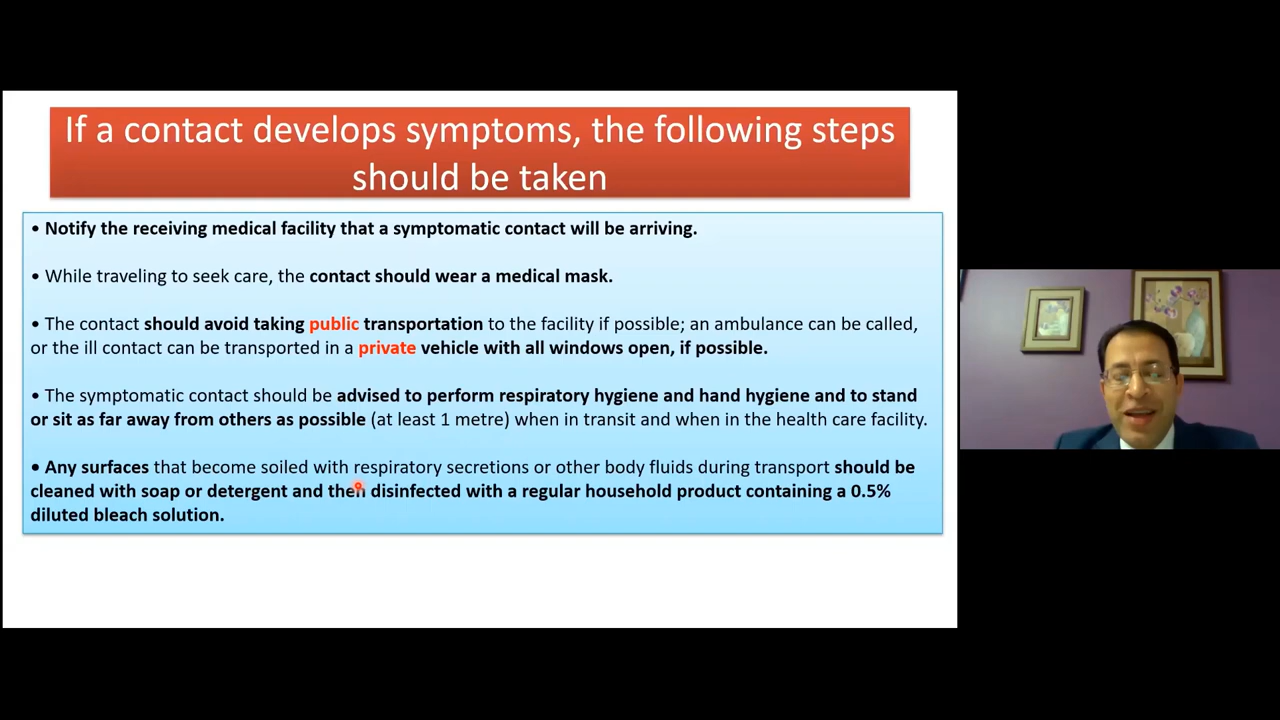 If a contact develops symptoms, the following steps
should be taken
• Notify the receiving medical facility that a symptomatic contact will be arriving.
• While traveling to seek care, the contact should wear a medical mask.
• The contact should avoid taking public transportation to the facility if possible; an ambulance can be called,
or the ill contact can be transported in a private vehicle with all windows open, if possible.
• The symptomatic contact should be advised to perform respiratory hygiene and hand hygiene and to stand
or sit as far away from others as possible (at least 1 metre) when in transit and when in the health care facility.
• Any surfaces that become soiled with respiratory secretions or other body fluids during transport should be
cleaned with soap or detergent and then disinfected with a regular household product containing a 0.5%
diluted bleach solution.